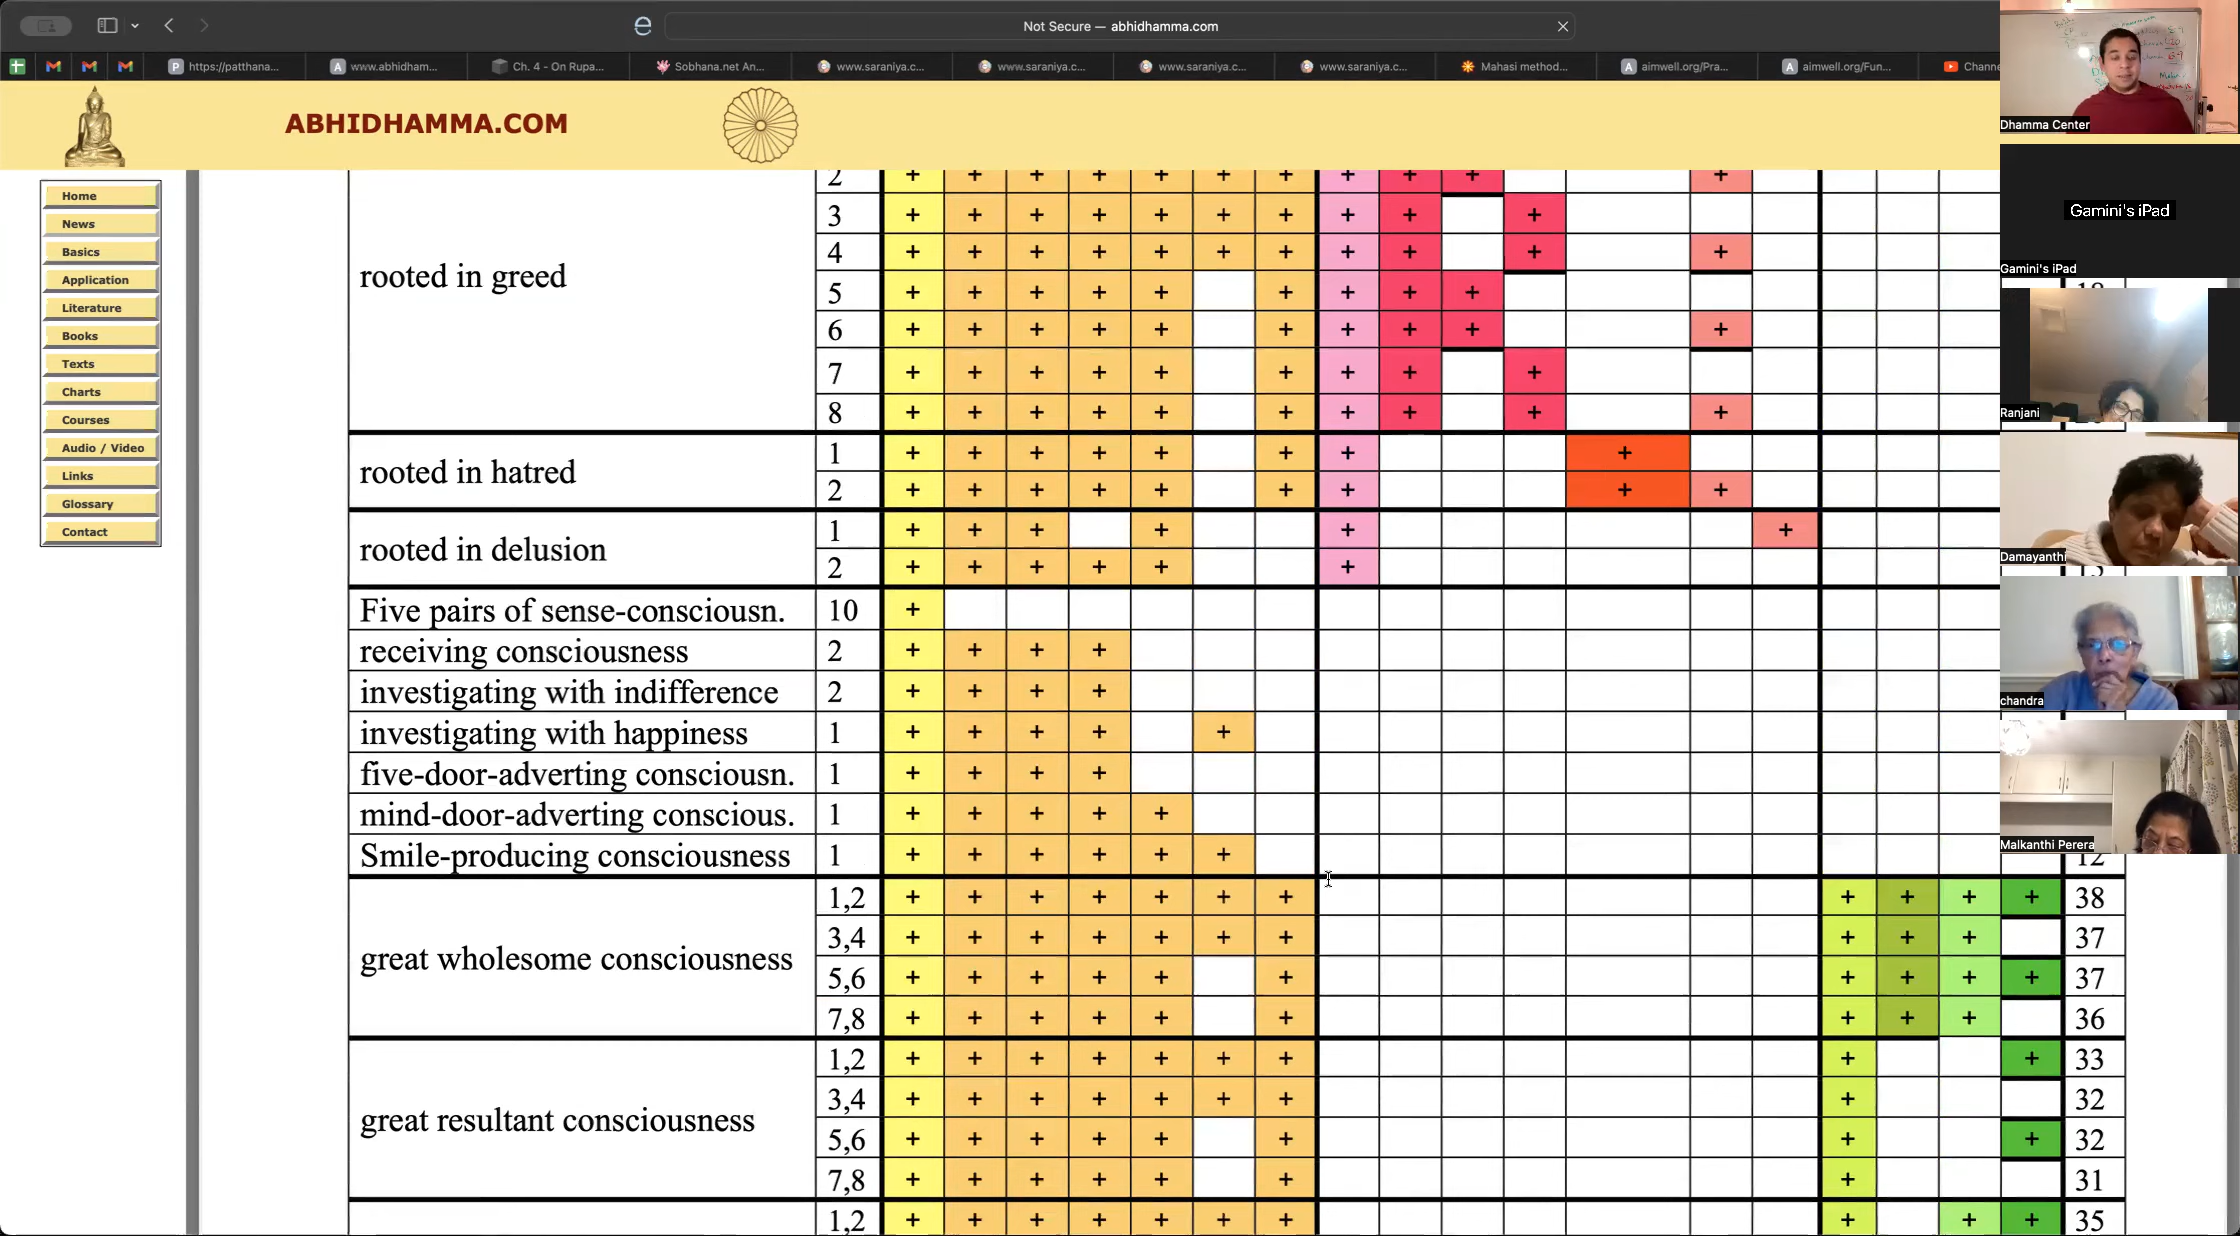 Not Secure — abhidhamma.com
https://patthana...
www.abhidham...
Ch. 4 - On Rupa...
Sobhana.net An...
www.saraniya.c...
www.saraniya.c...
www.saraniya.c...
www.saraniya.c...
Mahasi method...
aimwell.org/Pra...
aimwell.org/Fun...
Channe
ABHIDHAMMA.COM
Home
News
Basics
Application
Literature
Books
Texts
Charts
Courses
Audio / Video
Links
Glossary
Contact
2 + + + + + + + + + + +
3 + + + + + + + + + +
rooted in greed 4 + + + + + + + + + + +
5 + + + + + + + + +
6 + + + + + + + + + +
7 + + + + + + + + +
8 + + + + + + + + + +
rooted in hatred 1 + + + + + + + +
2 + + + + + + + + +
rooted in delusion 1 + + + + + +
2 + + + + + +
Five pairs of sense-consciousn. 10 +
receiving consciousness 2 + + + +
investigating with indifference 2 + + + +
investigating with happiness 1 + + + + +
five-door-adverting consciousn. 1 + + + +
mind-door-adverting conscious. 1 + + + + +
Smile-producing consciousness 1 + + + + + + 12
great wholesome consciousness 1,2 + + + + + + + + + + + 38
3,4 + + + + + + + + + + 37
5,6 + + + + + + + + + + 37
7,8 + + + + + + + + + 36
great resultant consciousness 1,2 + + + + + + + + + 33
3,4 + + + + + + + + 32
5,6 + + + + + + + + 32
7,8 + + + + + + + 31
1,2 + + + + + + + + + + 35
Dhamma Center
Gamini's iPad
Gamini's iPad
Ranjani
Damayanthi
chandra
Malkanthi Perera